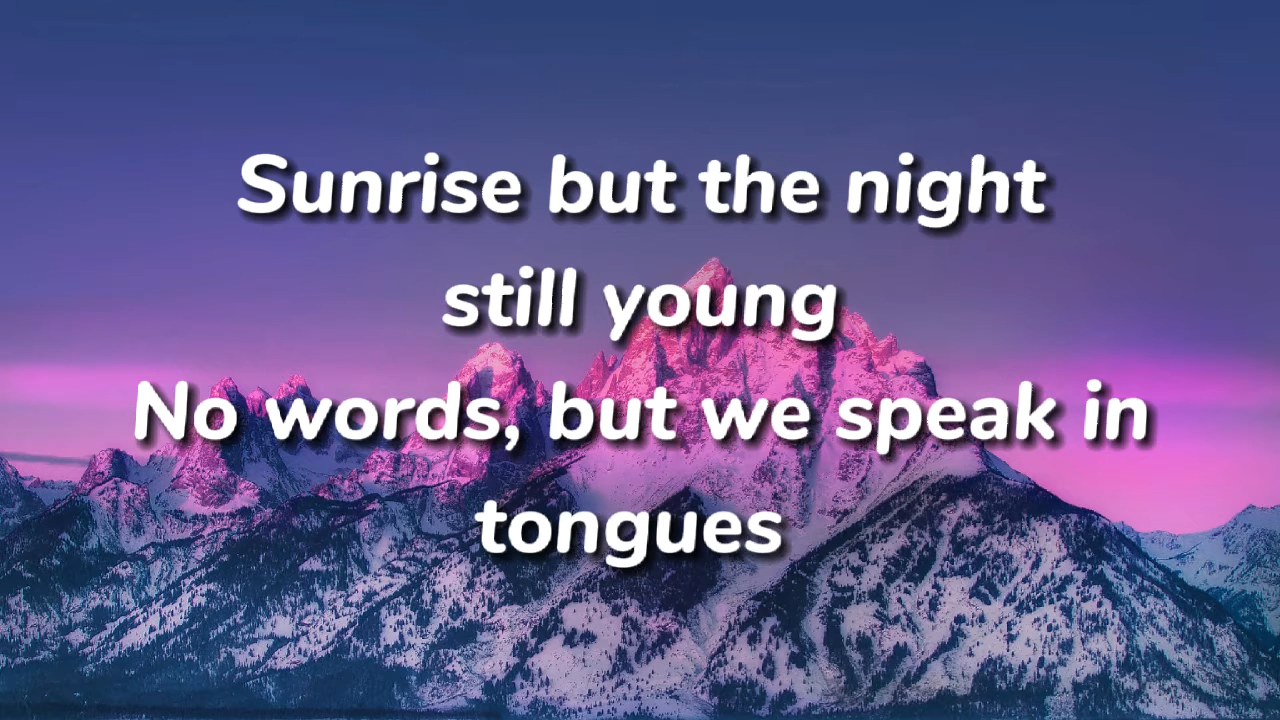 Sunrise but the night
still young
No words, but we speak in
tongues